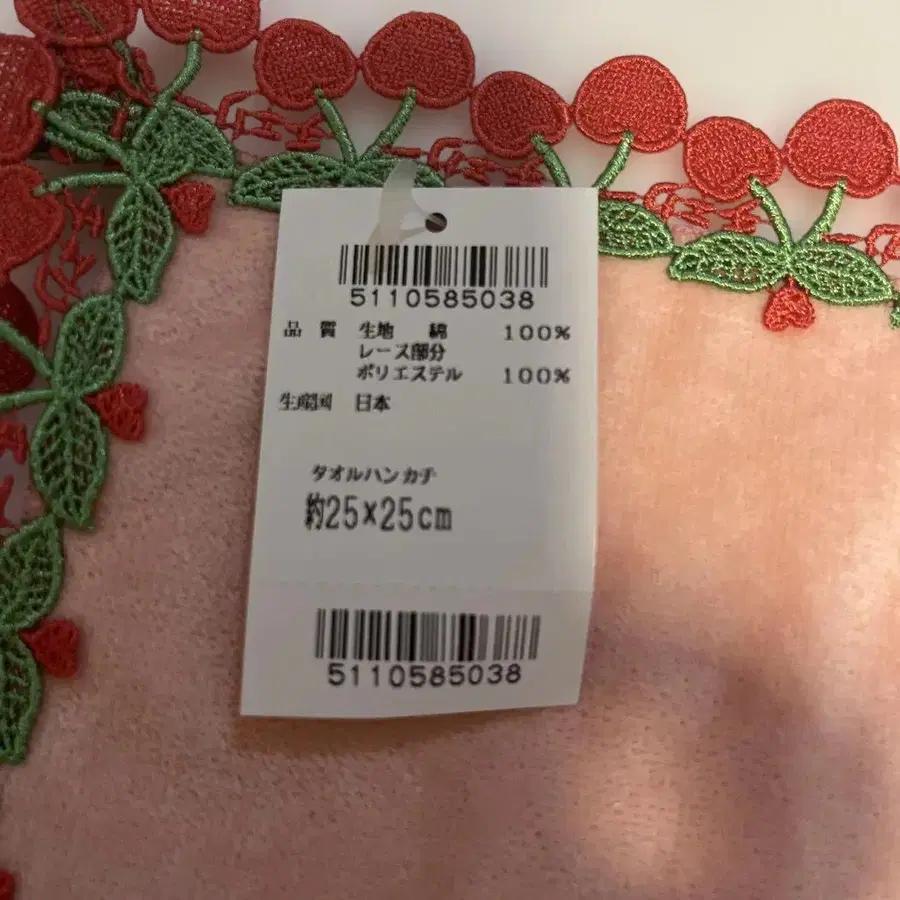 5110585038
品 質 生地 綿 100%
レース部分
ポリエステル 100%
生産国 日本
タオルハンカチ
約25×25cm
5110585038